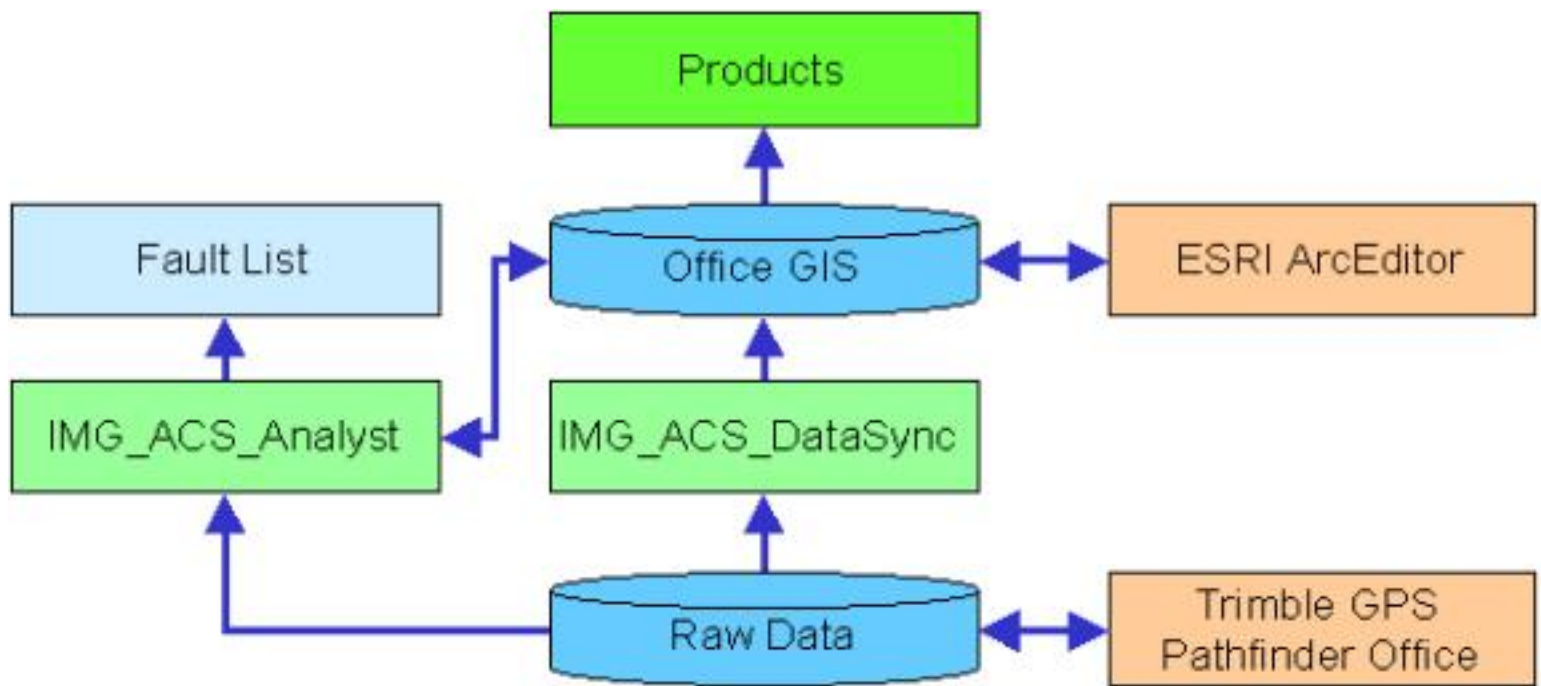 Products
Fault List
Office GIS
ESRI ArcEditor
IMG_ACS_Analyst
IMG_ACS_DataSync
Raw Data
Trimble GPS
Pathfinder Office